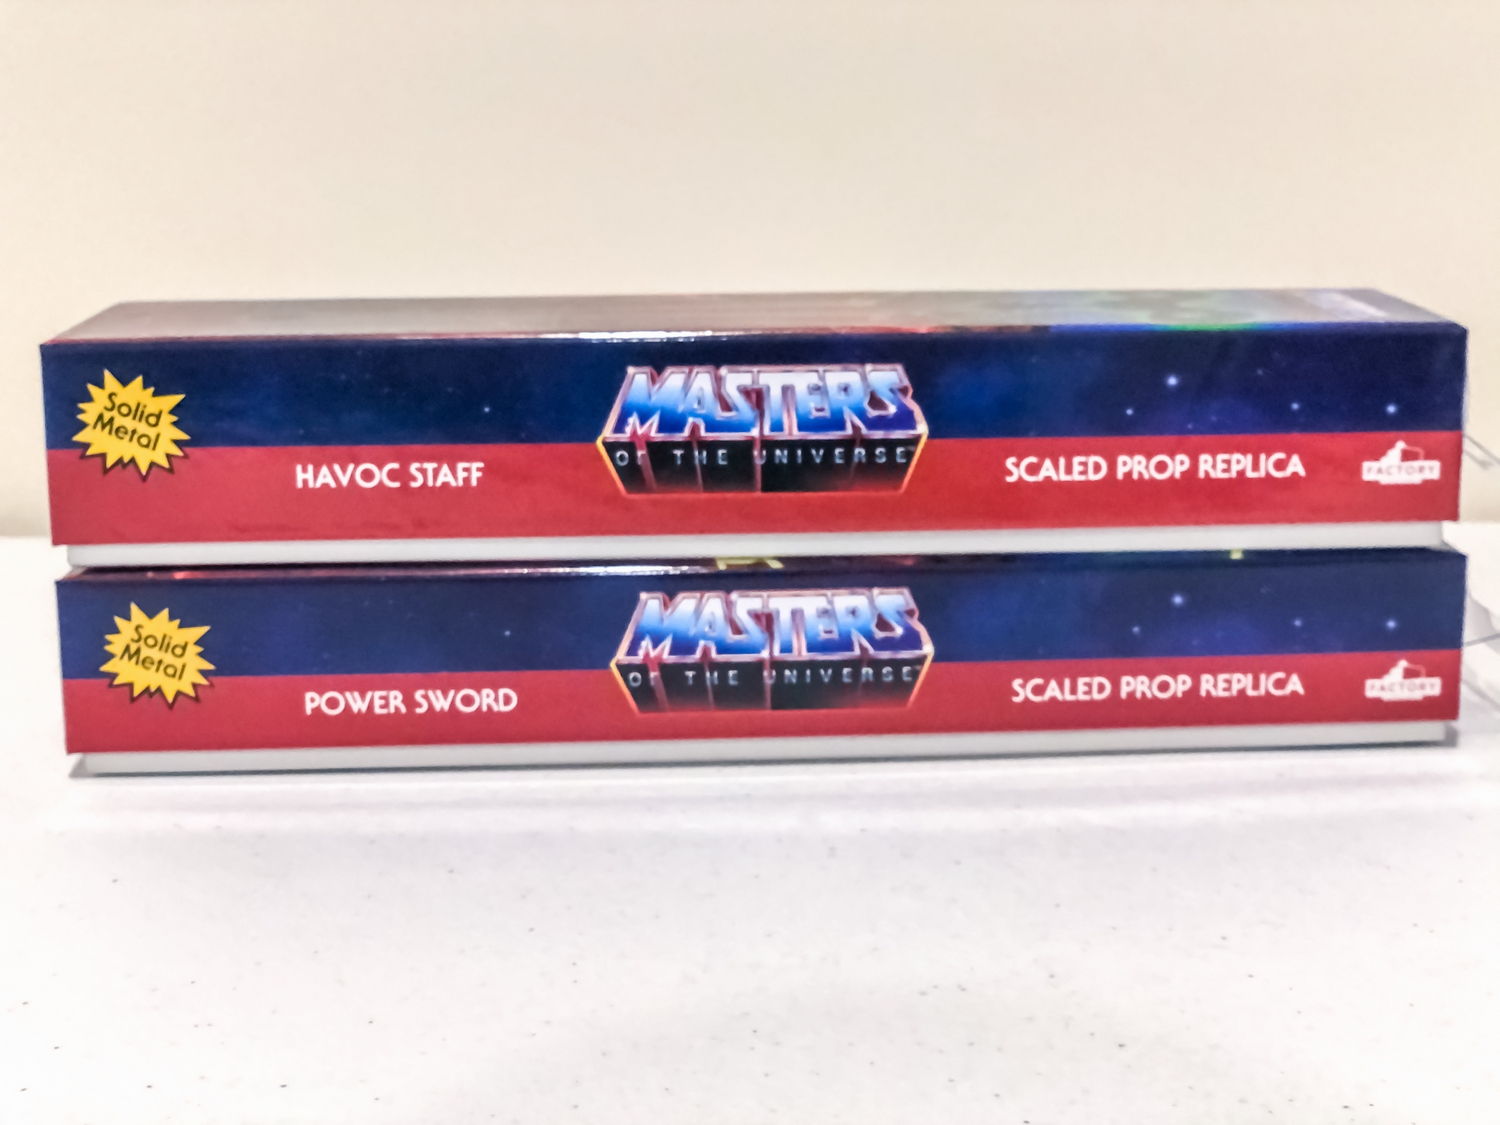 Solid
Metal
HAVOC STAFF
MASTERS
OF THE UNIVERSE
SCALED PROP REPLICA
FACTORY
Solid
Metal
POWER SWORD
MASTERS
OF THE UNIVERSE
SCALED PROP REPLICA
FACTORY